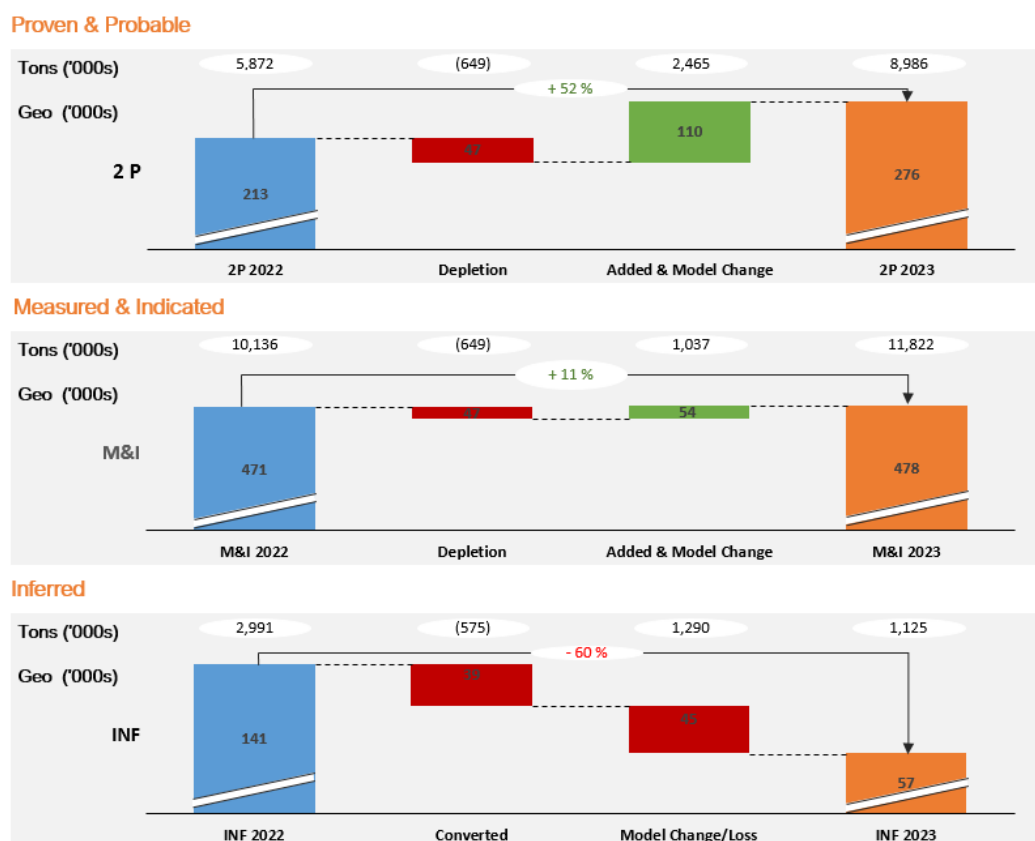 Proven & Probable
Tons ('000s) 5,872 (649) 2,465 8,986
+ 52 %
Geo ('000s)
110
47
2 P
213 276
2P 2022 Depletion Added & Model Change 2P 2023
Measured & Indicated
Tons ('000s) 10,136 (649) 1,037 11,822
+ 11 %
Geo ('000s)
47 54
M&I
471 478
M&I 2022 Depletion Added & Model Change M&I 2023
Inferred
Tons ('000s) 2,991 (575) 1,290 1,125
- 60 %
Geo ('000s)
39
45
INF
141
57
INF 2022 Converted Model Change/Loss INF 2023